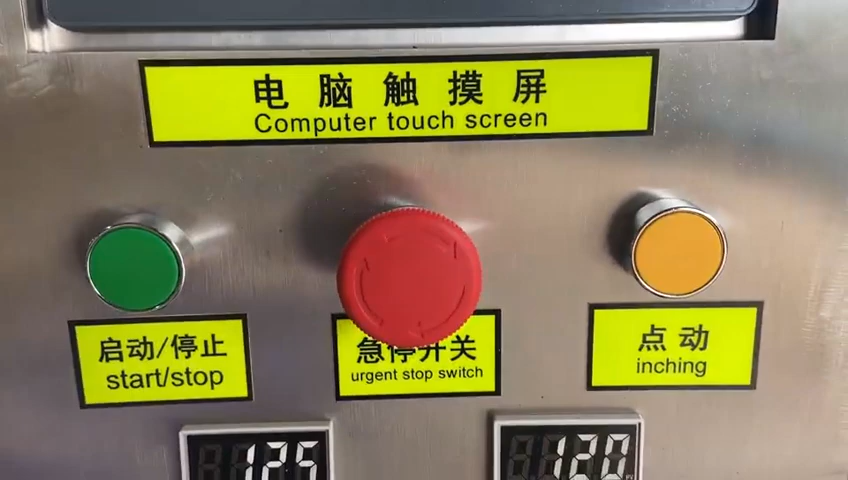 电脑触摸屏
Computer touch screen
启动/停止
start/stop
急停开关
urgent stop switch
点动
inching
125
120